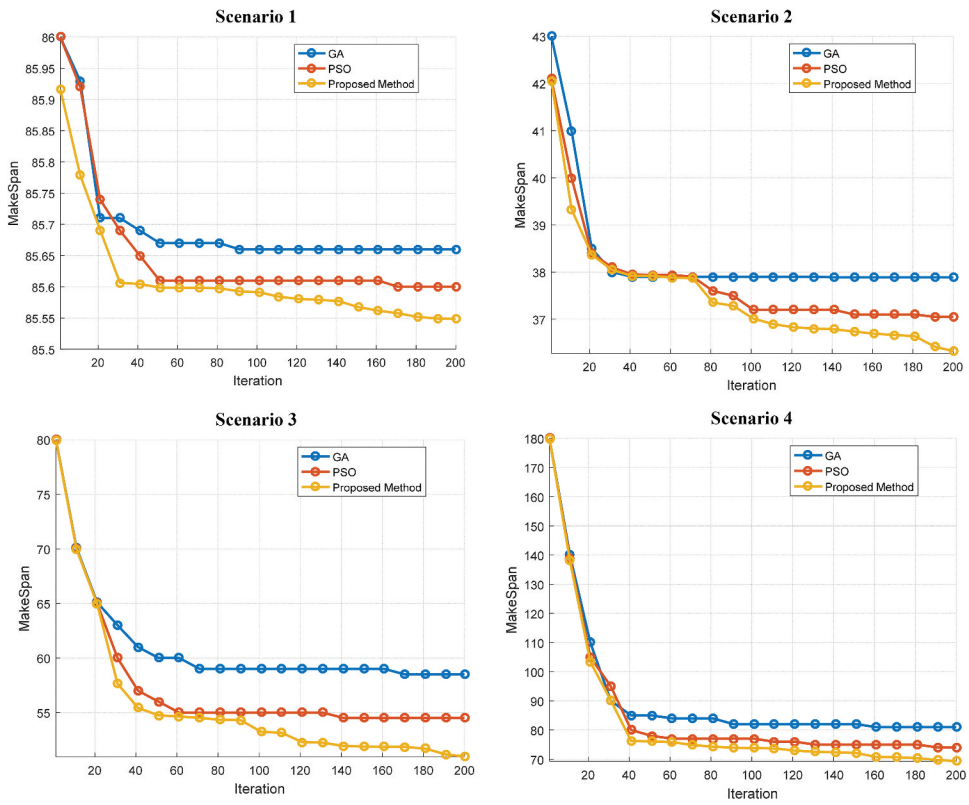 Scenario 1
86
85.95
85.9
85.85
85.8
85.75
85.7
85.65
85.6
85.55
85.5
MakeSpan
GA
PSO
Proposed Method
20 40 60 80 100 120 140 160 180 200
Iteration
Scenario 2
43
42
41
40
39
38
37
MakeSpan
GA
PSO
Proposed Method
20 40 60 80 100 120 140 160 180 200
Iteration
Scenario 3
80
75
70
65
60
55
MakeSpan
GA
PSO
Proposed Method
20 40 60 80 100 120 140 160 180 200
Iteration
Scenario 4
180
170
160
150
140
130
120
110
100
90
80
70
MakeSpan
GA
PSO
Proposed Method
20 40 60 80 100 120 140 160 180 200
Iteration